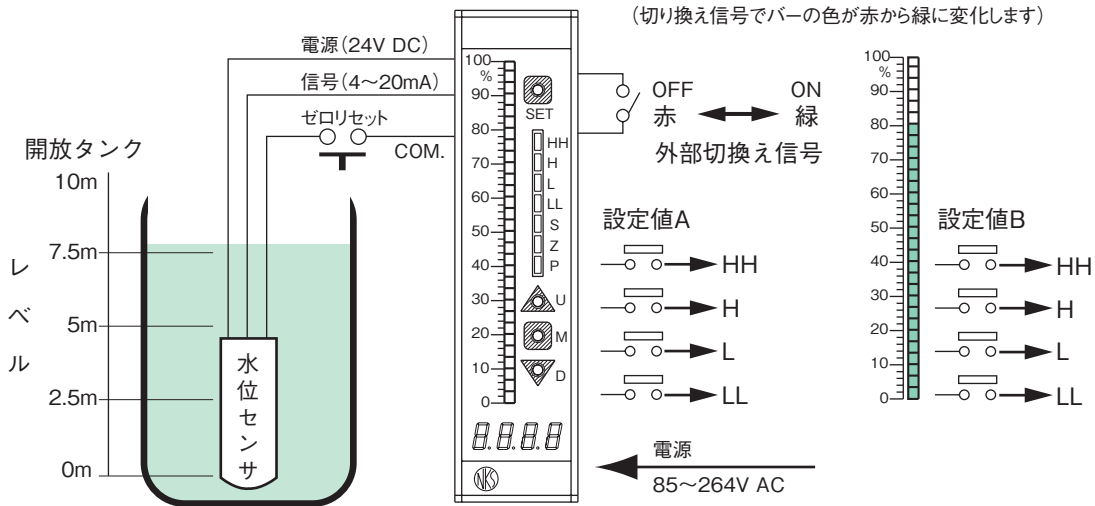 (切り換え信号でバーの色が赤から緑に変化します)
電源(24V DC)
信号(4〜20mA)
ゼロリセット
COM.
開放タンク
10m
7.5m
5m
2.5m
0m
レベル
水位センサ
100
%
90
80
70
60
50
40
30
20
10
0
SET
HH
H
L
LL
S
Z
P
U
M
D
8.8.8.8
NKS
OFF
赤
ON
緑
外部切換え信号
設定値A
HH
H
L
LL
電源
85〜264V AC
100
%
90
80
70
60
50
40
30
20
10
0
設定値B
HH
H
L
LL